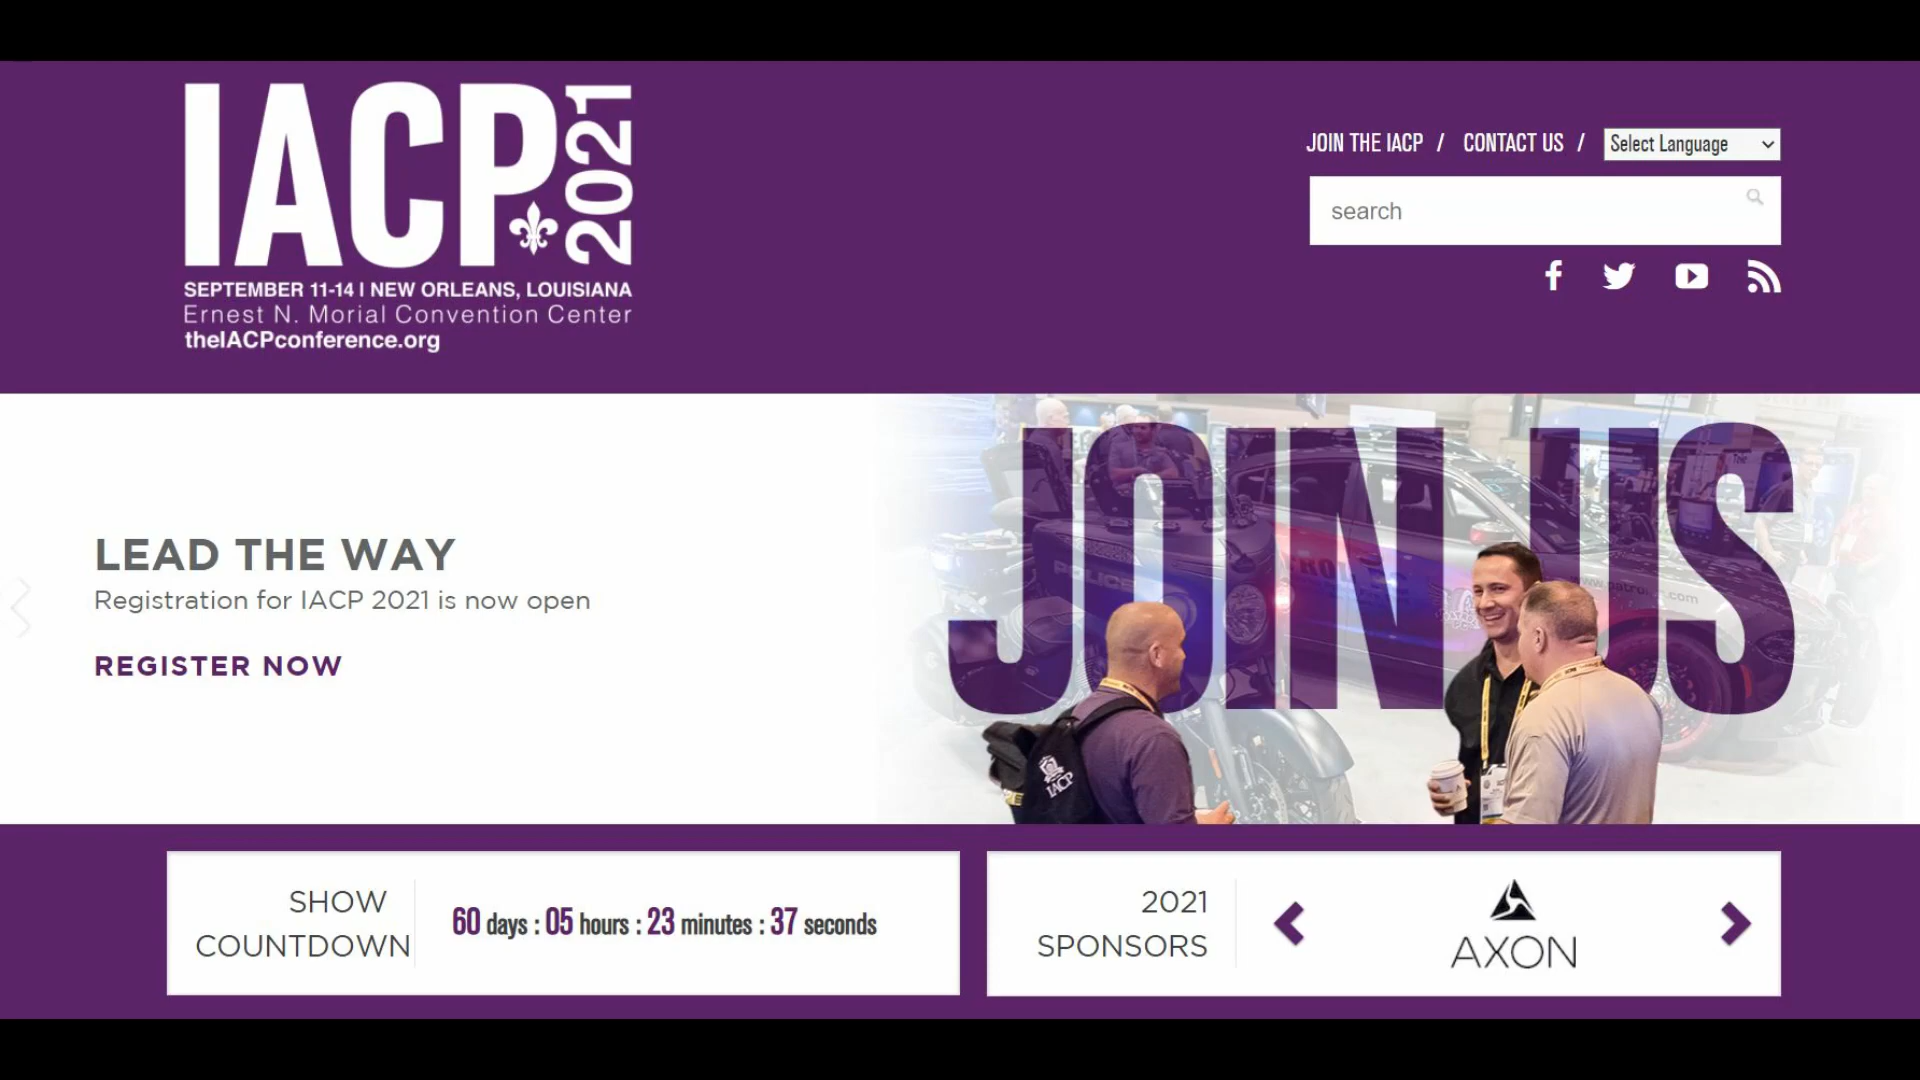 IACP 2021
SEPTEMBER 11-14 | NEW ORLEANS, LOUISIANA
Ernest N. Morial Convention Center
theIACPconference.org
JOIN THE IACP / CONTACT US / Select Language
search
LEAD THE WAY
Registration for IACP 2021 is now open
REGISTER NOW
JOIN US
POLICE
IACP
SHOW
COUNTDOWN
60 days : 05 hours : 23 minutes : 37 seconds
2021
SPONSORS
AXON